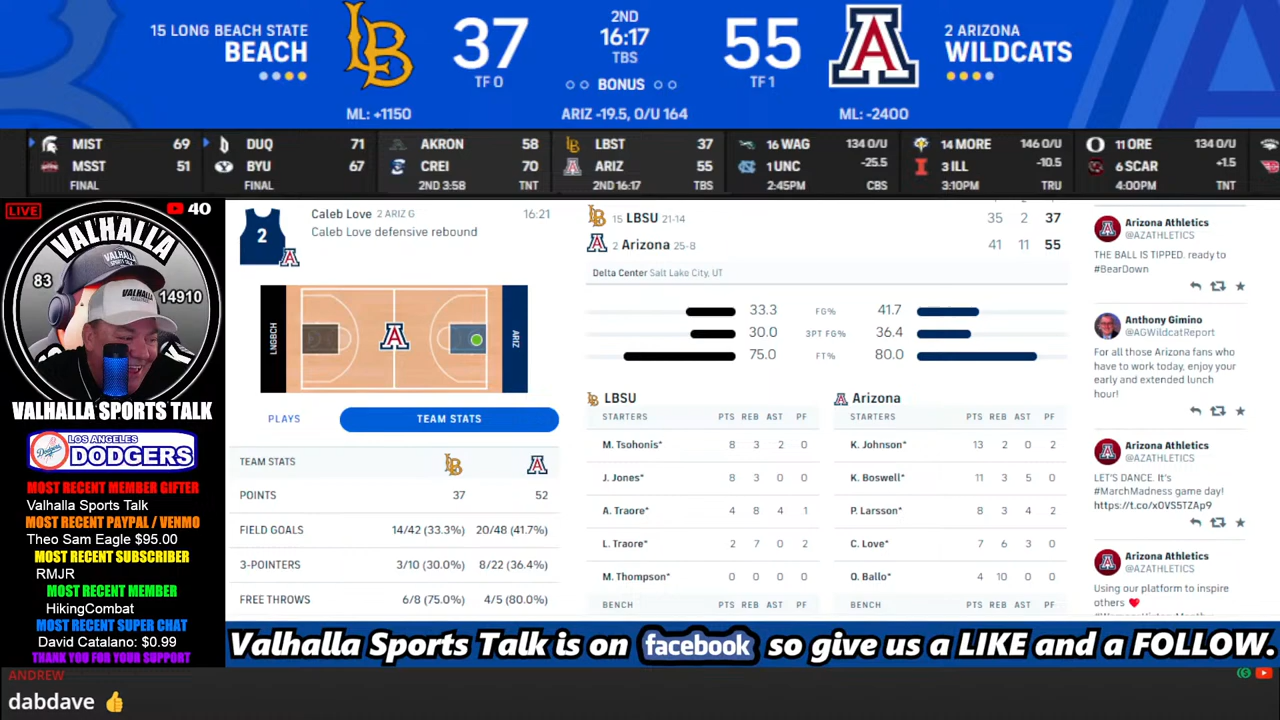 15 LONG BEACH STATE
BEACH
37
TF 0
ML: +1150
2ND
16:17
TBS
BONUS
ARIZ -19.5, O/U 164
55
TF 1
ML: -2400
2 ARIZONA
WILDCATS
MIST 69
MSST 51
FINAL
DUQ 71
BYU 67
FINAL
AKRON 58
CREI 70
2ND 3:58 TNT
LBST 37
ARIZ 55
2ND 16:17 TBS
16 WAG 134 O/U
1 UNC -25.5
2:45PM CBS
14 MORE 146 O/U
3 ILL -10.5
3:10PM TRU
11 ORE 134 O/U
6 SCAR +1.5
4:00PM TNT
LIVE
40
VALHALLA
83
14910
VALHALLA SPORTS TALK
LOS ANGELES
DODGERS
MOST RECENT MEMBER GIFTER
Valhalla Sports Talk
MOST RECENT PAYPAL / VENMO
Theo Sam Eagle $95.00
MOST RECENT SUBSCRIBER
RMJR
MOST RECENT MEMBER
HikingCombat
MOST RECENT SUPER CHAT
David Catalano: $0.99
THANK YOU FOR YOUR SUPPORT
2
Caleb Love 2 ARIZ G 16:21
Caleb Love defensive rebound
LNGBCH
ARIZ
PLAYS
TEAM STATS
TEAM STATS
POINTS 37 52
FIELD GOALS 14/42 (33.3%) 20/48 (41.7%)
3-POINTERS 3/10 (30.0%) 8/22 (36.4%)
FREE THROWS 6/8 (75.0%) 4/5 (80.0%)
15 LBSU 21-14 35 2 37
2 Arizona 25-8 41 11 55
Delta Center Salt Lake City, UT
33.3 FG% 41.7
30.0 3PT FG% 36.4
75.0 FT% 80.0
LBSU
STARTERS PTS REB AST PF
M. Tsohonis* 8 3 2 0
J. Jones* 8 3 0 0
A. Traore* 4 8 4 1
L. Traore* 2 7 0 2
M. Thompson* 0 0 0 0
BENCH PTS REB AST PF
Arizona
STARTERS PTS REB AST PF
K. Johnson* 13 2 0 2
K. Boswell* 11 3 5 0
P. Larsson* 8 3 4 2
C. Love* 7 6 3 0
O. Ballo* 4 10 0 0
BENCH PTS REB AST PF
Arizona Athletics
@AZATHLETICS
THE BALL IS TIPPED. ready to
#BearDown
Anthony Gimino
@AGWildcatReport
For all those Arizona fans who
have to work today, enjoy your
early and extended lunch
hour!
Arizona Athletics
@AZATHLETICS
LET'S DANCE. It's
#MarchMadness game day!
https://t.co/xOVS5TZAp9
Arizona Athletics
@AZATHLETICS
Using our platform to inspire
others ❤️
Valhalla Sports Talk is on facebook so give us a LIKE and a FOLLOW.
ANDREW
dabdave 👍